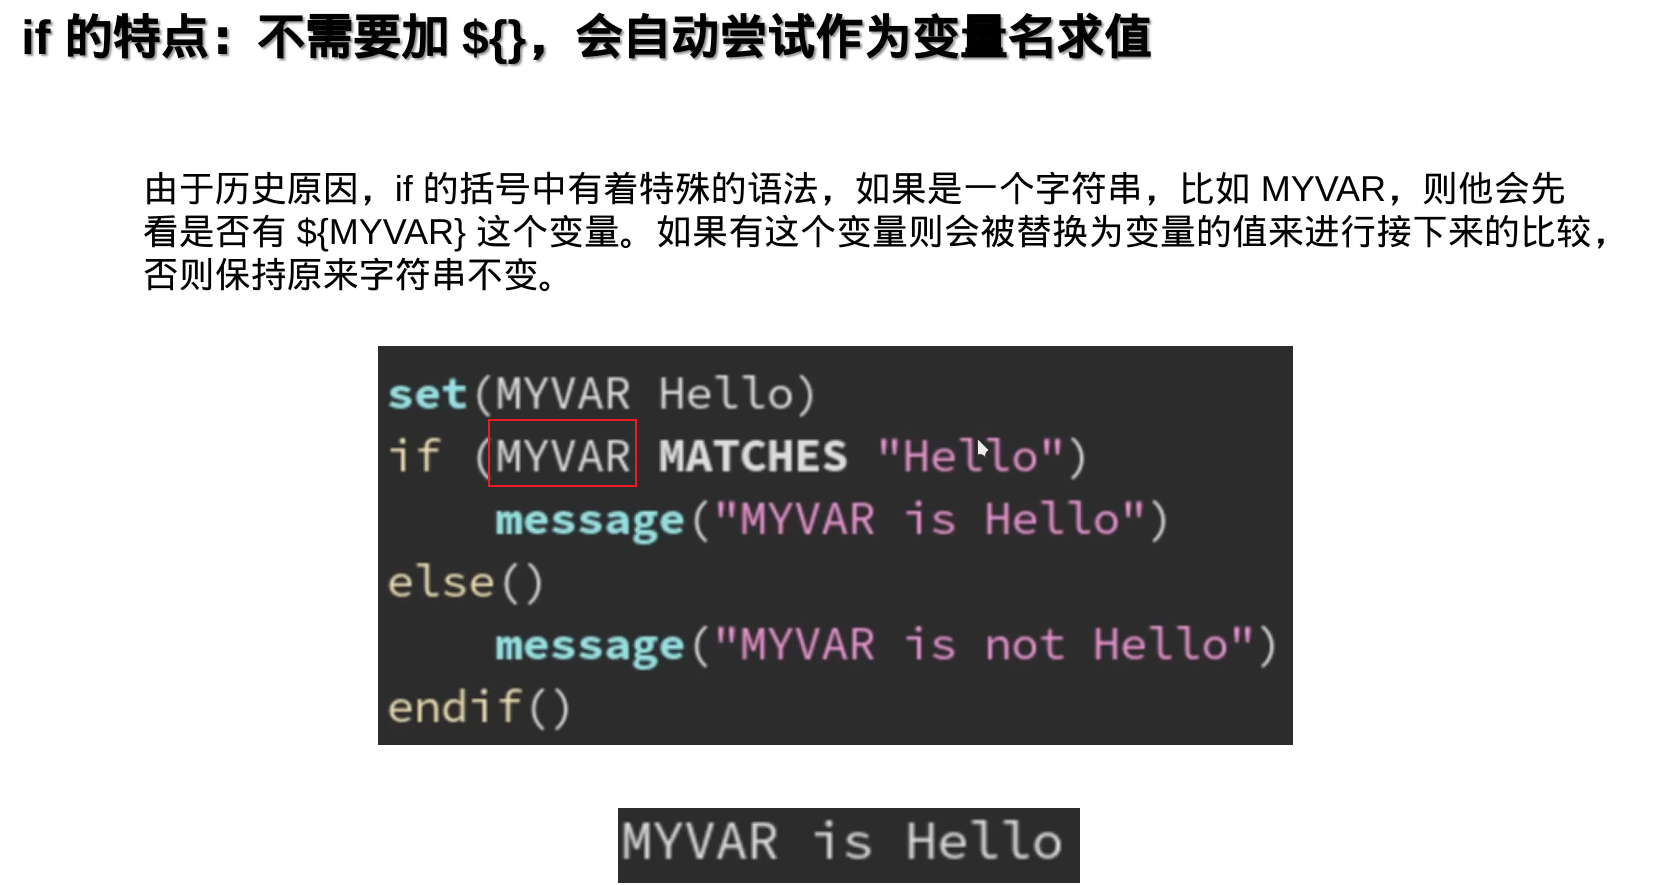 if 的特点：不需要加 ${}，会自动尝试作为变量名求值
由于历史原因，if 的括号中有着特殊的语法，如果是一个字符串，比如 MYVAR，则他会先
看是否有 ${MYVAR} 这个变量。如果有这个变量则会被替换为变量的值来进行接下来的比较，
否则保持原来字符串不变。
set(MYVAR Hello)
if (MYVAR MATCHES "Hello")
    message("MYVAR is Hello")
else()
    message("MYVAR is not Hello")
endif()
MYVAR is Hello